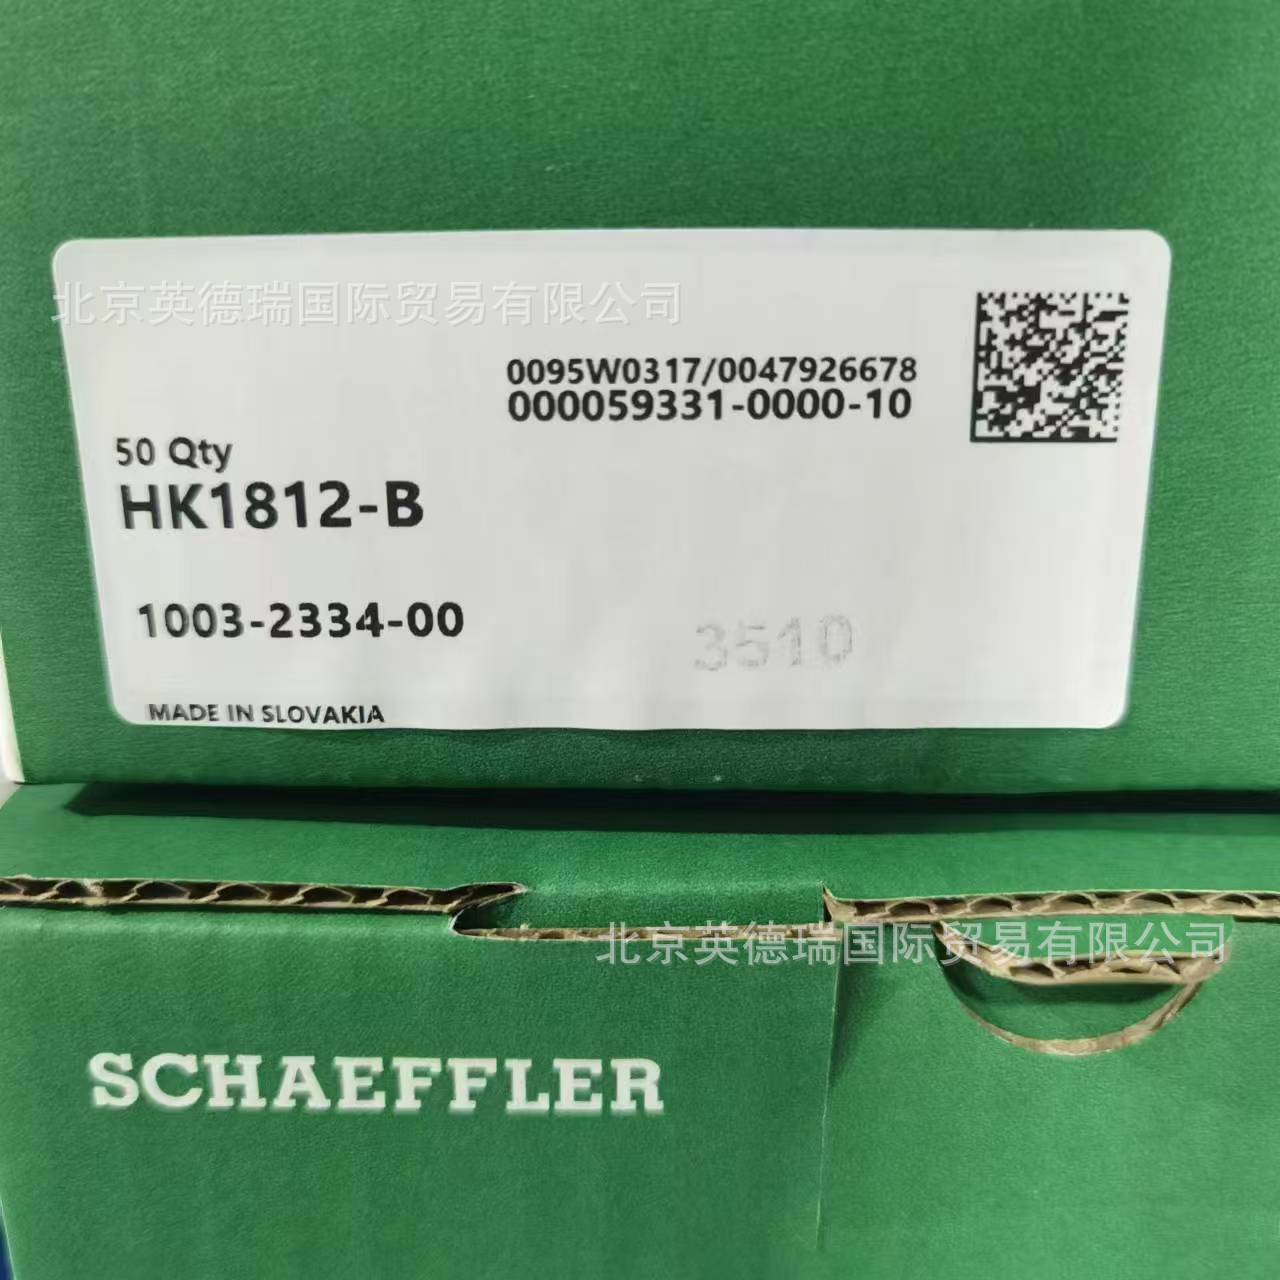 北京英德瑞国际贸易有限公司
0095W0317/0047926678
000059331-0000-10
50 Qty
HK1812-B
1003-2334-00
3510
MADE IN SLOVAKIA
北京英德瑞国际贸易有限公司
SCHAEFFLER